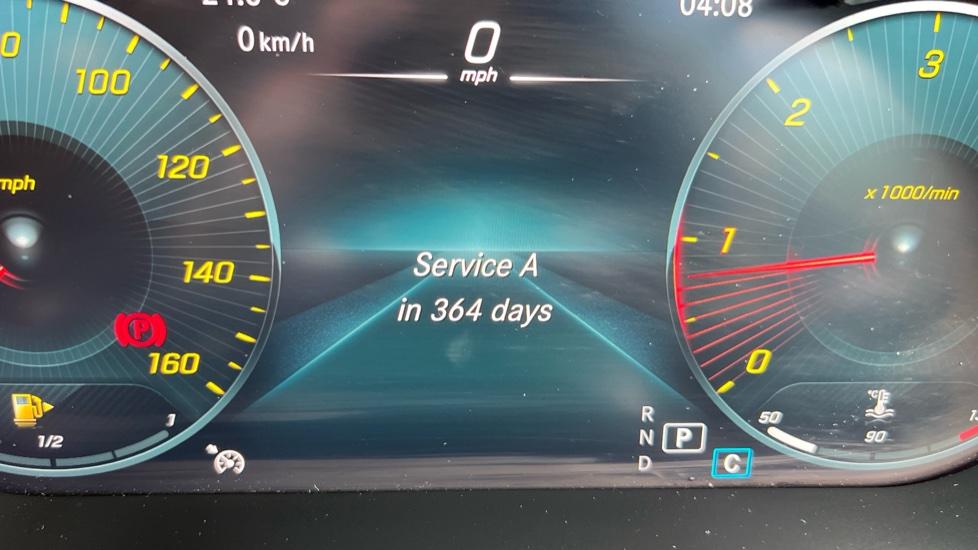 04:08
0 km/h
0
mph
100
120
140
160
mph
P
1/2
1
Service A
in 364 days
3
2
1
0
x 1000/min
R
N
D
P
C
50
°C
90